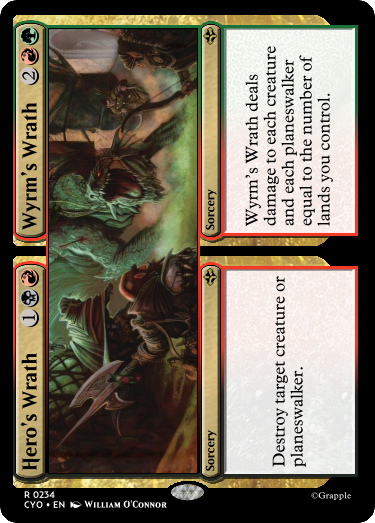 Hero's Wrath 1
Sorcery
Destroy target creature or
planeswalker.
Wyrm's Wrath 2
Sorcery
Wyrm's Wrath deals
damage to each creature
and each planeswalker
equal to the number of
lands you control.
R 0234
CYO • EN William O'Connor
©Grapple